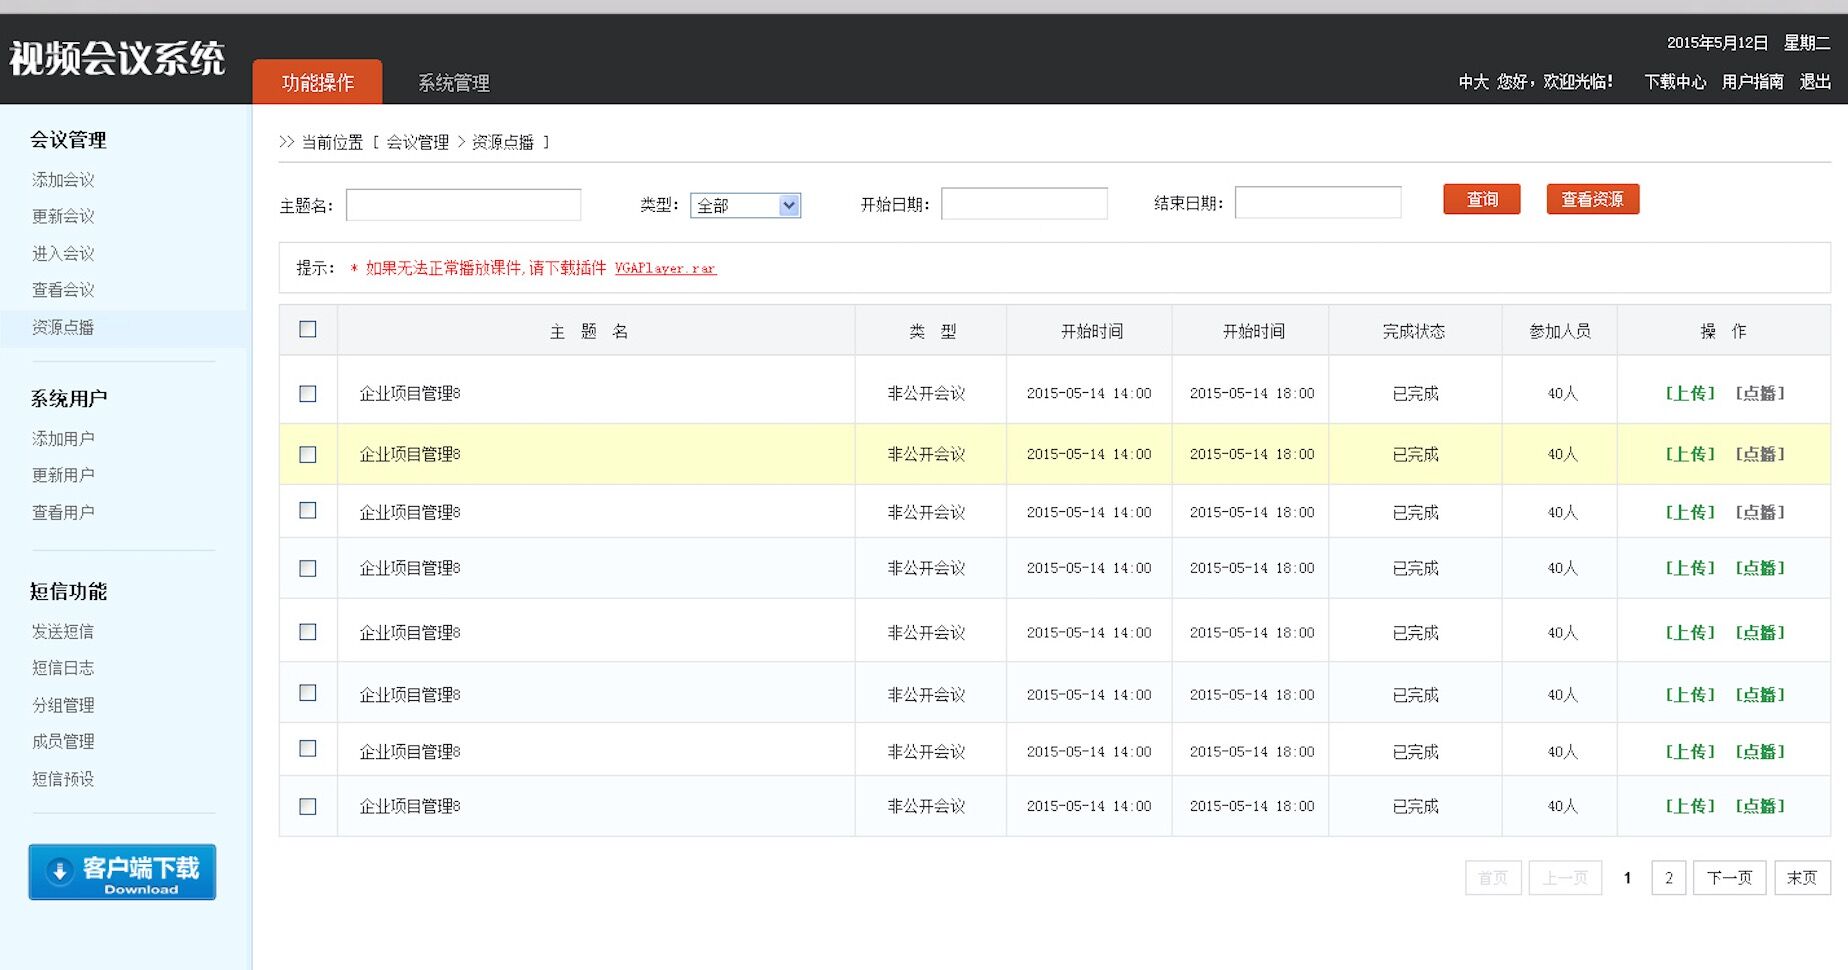 视频会议系统
功能操作 系统管理
2015年5月12日 星期二
中大 您好，欢迎光临! 下载中心 用户指南 退出
会议管理
添加会议
更新会议
进入会议
查看会议
资源点播
系统用户
添加用户
更新用户
查看用户
短信功能
发送短信
短信日志
分组管理
成员管理
短信预设
客户端下载
Download
>> 当前位置 [ 会议管理 > 资源点播 ]
主题名: 类型: 全部 开始日期: 结束日期: 查询 查看资源
提示: * 如果无法正常播放课件,请下载插件 VGAPlayer.rar
主 题 名 类 型 开始时间 开始时间 完成状态 参加人员 操 作
企业项目管理8 非公开会议 2015-05-14 14:00 2015-05-14 18:00 已完成 40人 [上传] [点播]
企业项目管理8 非公开会议 2015-05-14 14:00 2015-05-14 18:00 已完成 40人 [上传] [点播]
企业项目管理8 非公开会议 2015-05-14 14:00 2015-05-14 18:00 已完成 40人 [上传] [点播]
企业项目管理8 非公开会议 2015-05-14 14:00 2015-05-14 18:00 已完成 40人 [上传] [点播]
企业项目管理8 非公开会议 2015-05-14 14:00 2015-05-14 18:00 已完成 40人 [上传] [点播]
企业项目管理8 非公开会议 2015-05-14 14:00 2015-05-14 18:00 已完成 40人 [上传] [点播]
企业项目管理8 非公开会议 2015-05-14 14:00 2015-05-14 18:00 已完成 40人 [上传] [点播]
企业项目管理8 非公开会议 2015-05-14 14:00 2015-05-14 18:00 已完成 40人 [上传] [点播]
首页 上一页 1 2 下一页 末页